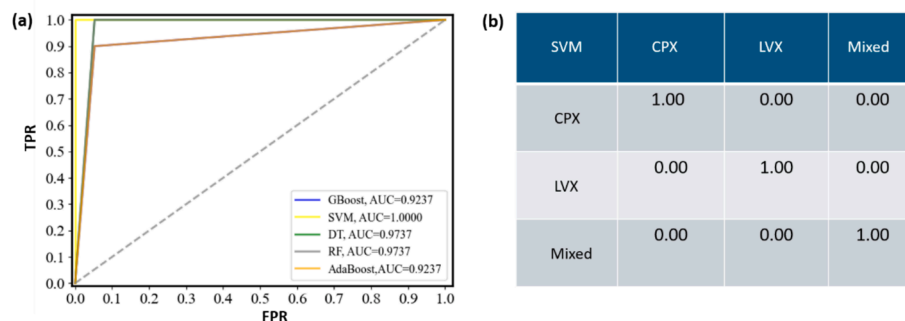 (a)
TPR
1.0
0.9
0.8
0.7
0.6
0.5
0.4
0.3
0.2
0.1
0.0
0.0 0.1 0.2 0.3 0.4 0.5 0.6 0.7 0.8 0.9 1.0
FPR
GBoost, AUC=0.9237
SVM, AUC=1.0000
DT, AUC=0.9737
RF, AUC=0.9737
AdaBoost,AUC=0.9237
(b)
SVM CPX LVX Mixed
CPX 1.00 0.00 0.00
LVX 0.00 1.00 0.00
Mixed 0.00 0.00 1.00